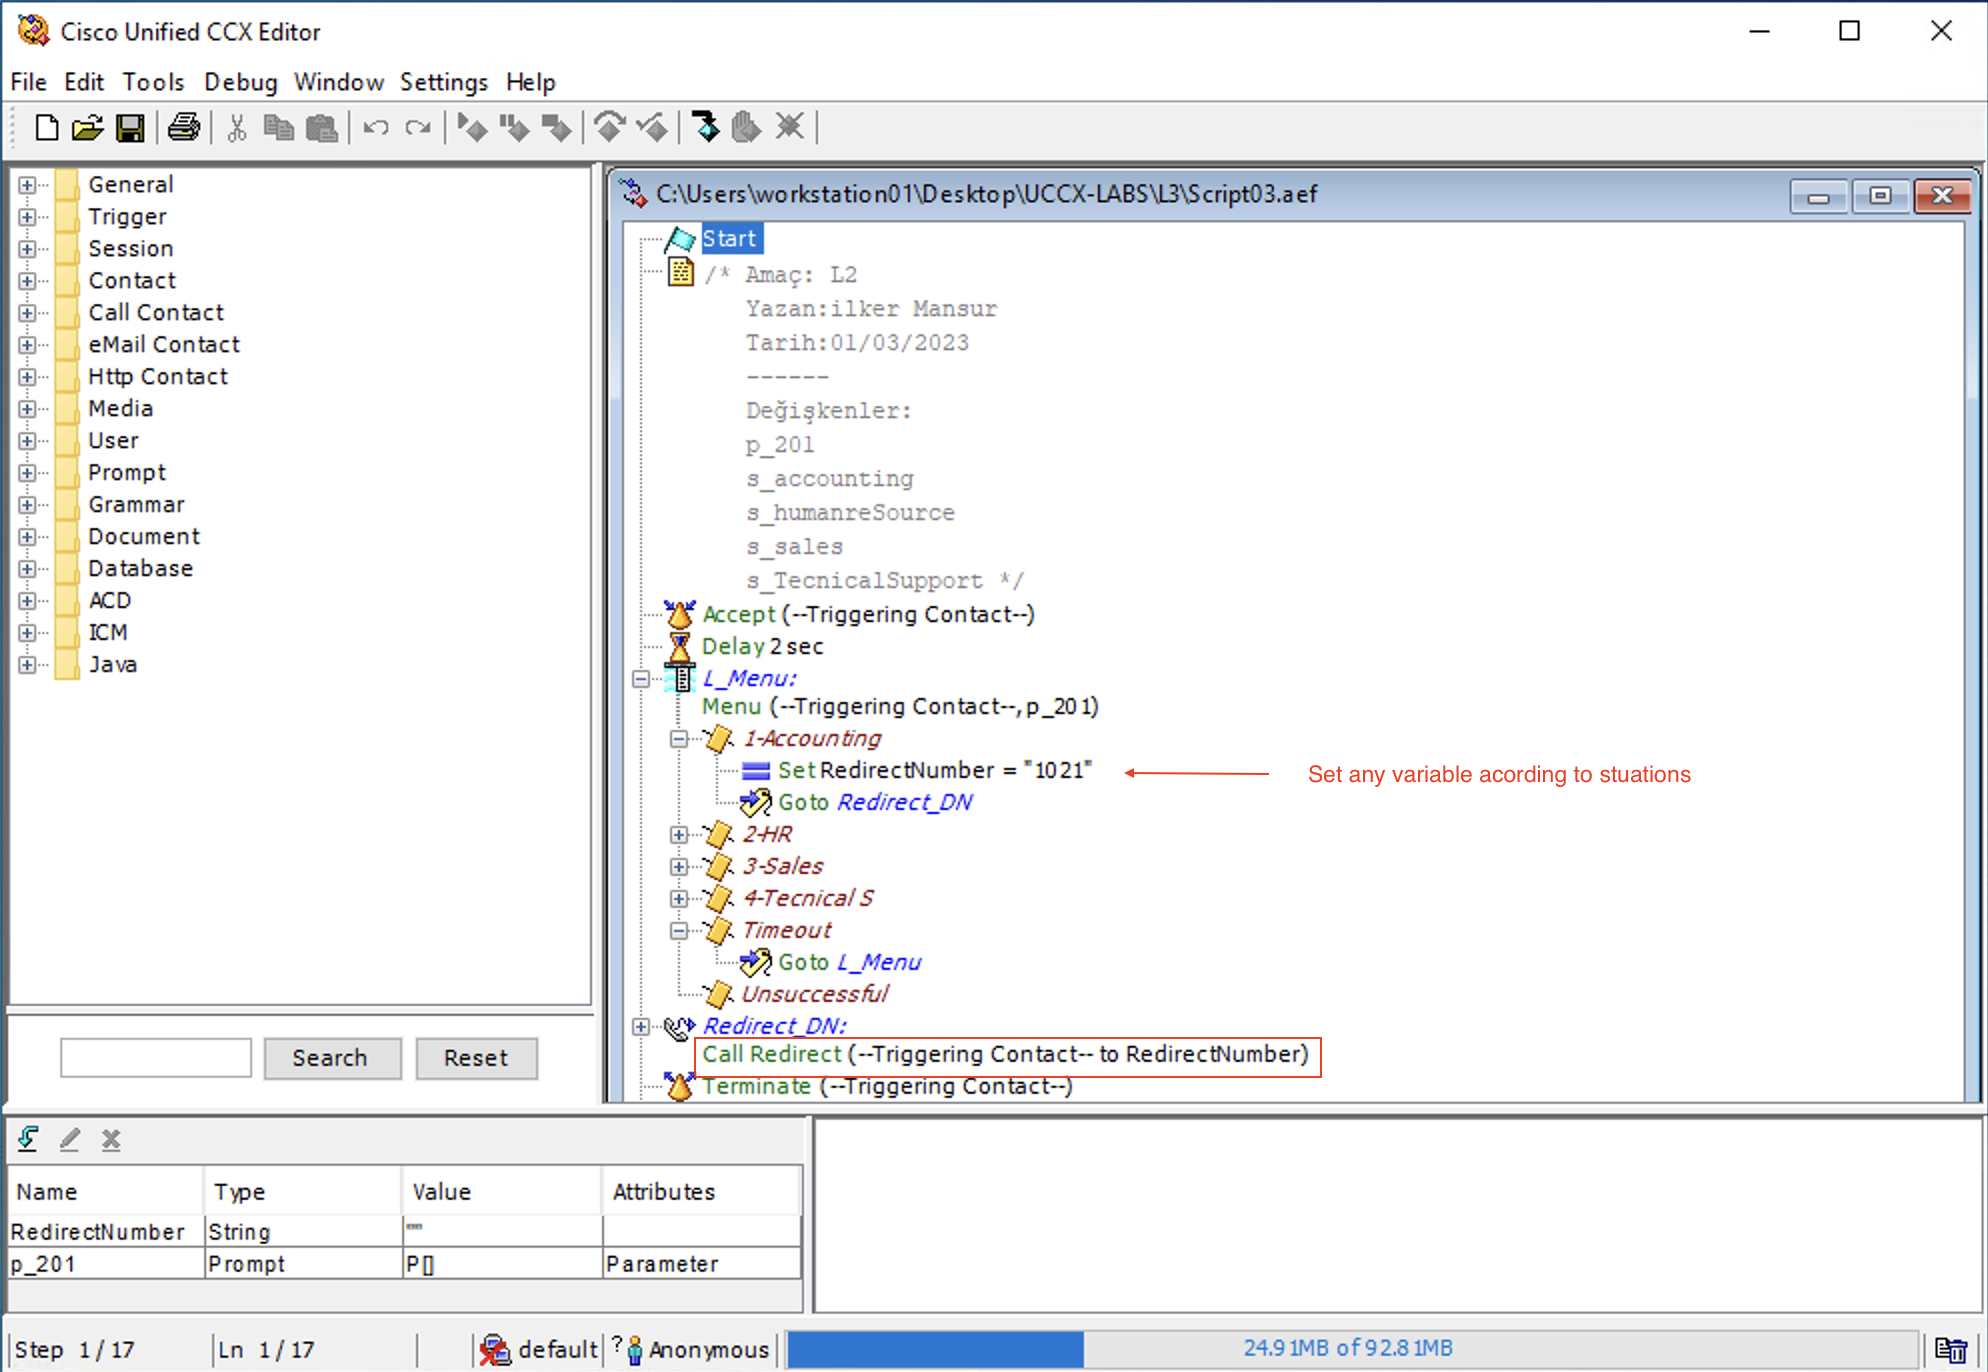 Cisco Unified CCX Editor
File Edit Tools Debug Window Settings Help
General
Trigger
Session
Contact
Call Contact
eMail Contact
Http Contact
Media
User
Prompt
Grammar
Document
Database
ACD
ICM
Java
Search Reset
C:\Users\workstation01\Desktop\UCCX-LABS\L3\Script03.aef
Start
/* Amaç: L2
Yazan:ilker Mansur
Tarih:01/03/2023
------
Değişkenler:
p_201
s_accounting
s_humanreSource
s_sales
s_TecnicalSupport */
Accept (--Triggering Contact--)
Delay 2 sec
L_Menu:
Menu (--Triggering Contact--, p_201)
1-Accounting
Set RedirectNumber = "1021"
Set any variable acording to stuations
Goto Redirect_DN
2-HR
3-Sales
4-Tecnical S
Timeout
Goto L_Menu
Unsuccessful
Redirect_DN:
Call Redirect (--Triggering Contact-- to RedirectNumber)
Terminate (--Triggering Contact--)
Name Type Value Attributes
RedirectNumber String ""
p_201 Prompt P[] Parameter
Step 1 / 17 Ln 1 / 17 default ? Anonymous 24.91MB of 92.81MB